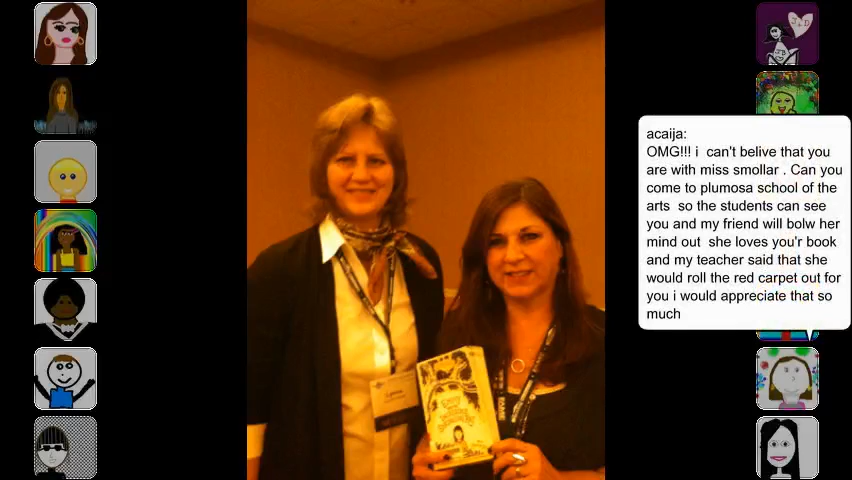 acaija:
OMG!!! i  can't belive that you
are with miss smollar . Can you
come to plumosa school of the
arts  so the students can see
you and my friend will bolw her
mind out  she loves you'r book
and my teacher said that she
would roll the red carpet out for
you i would appreciate that so
much